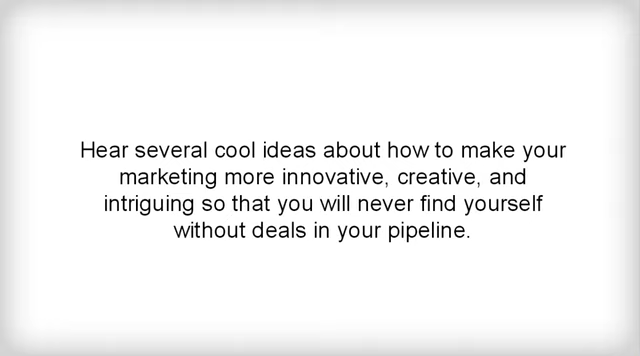 Hear several cool ideas about how to make your
marketing more innovative, creative, and
intriguing so that you will never find yourself
without deals in your pipeline.